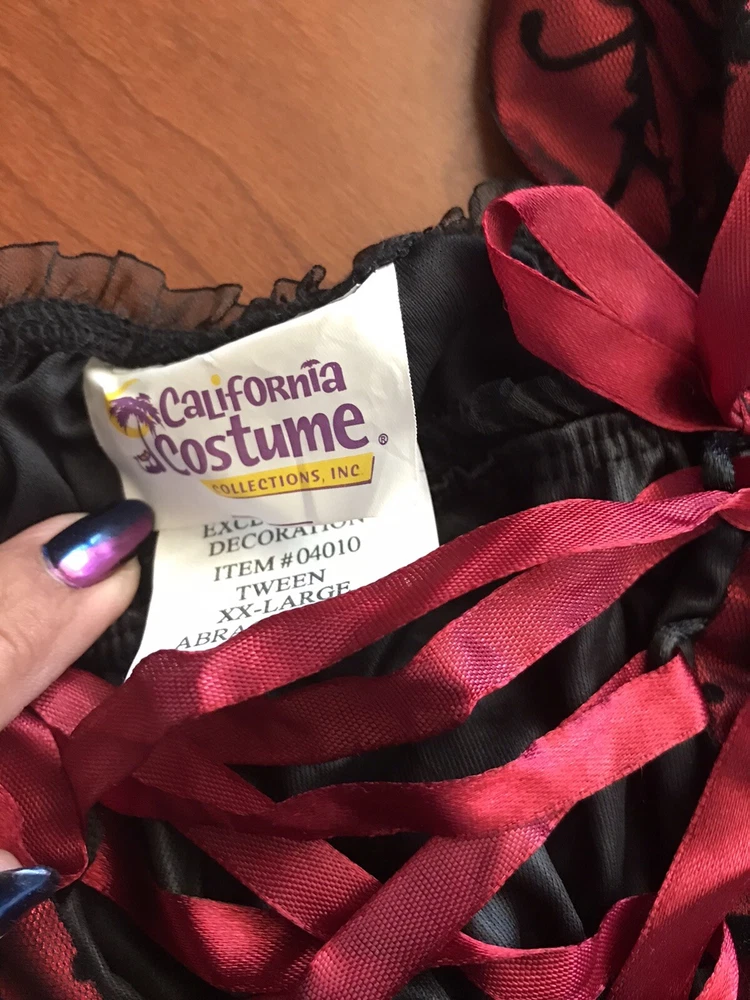 California
Costume®
COLLECTIONS, INC
DECORATION
ITEM #04010
TWEEN
XX-LARGE